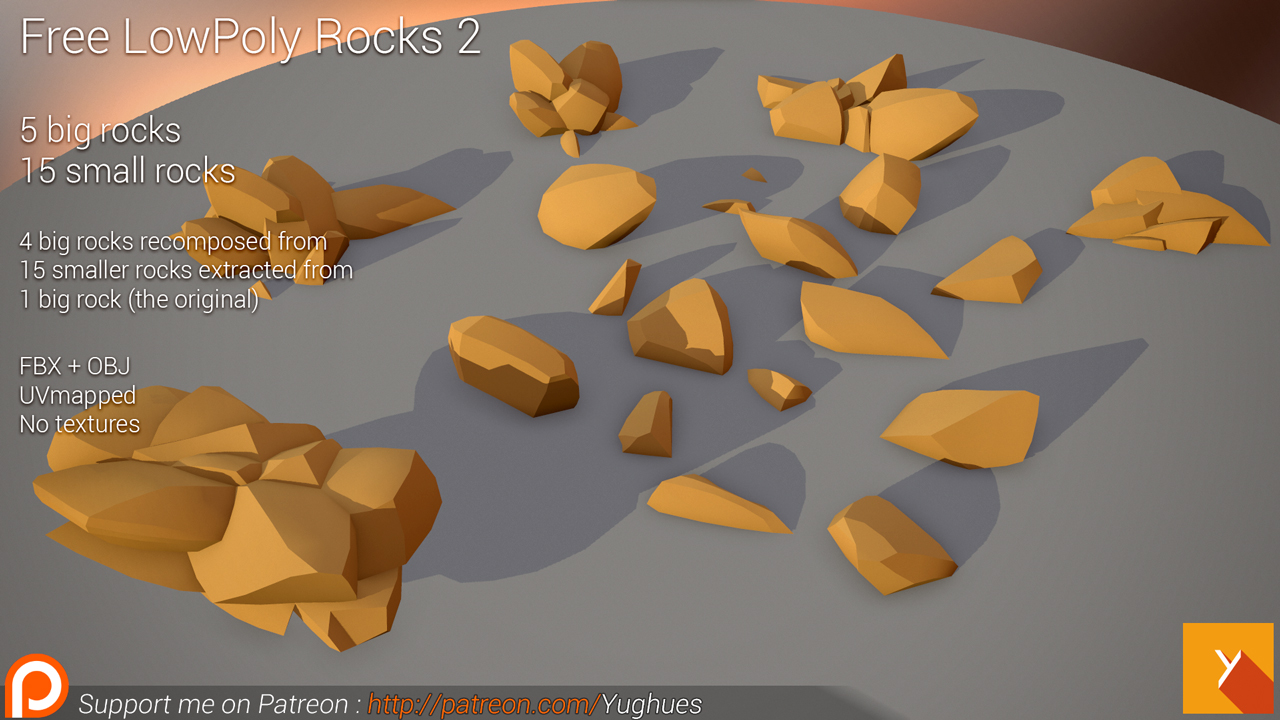 Free LowPoly Rocks 2
5 big rocks
15 small rocks
4 big rocks recomposed from
15 smaller rocks extracted from
1 big rock (the original)
FBX + OBJ
UVmapped
No textures
Support me on Patreon : http://patreon.com/Yughues